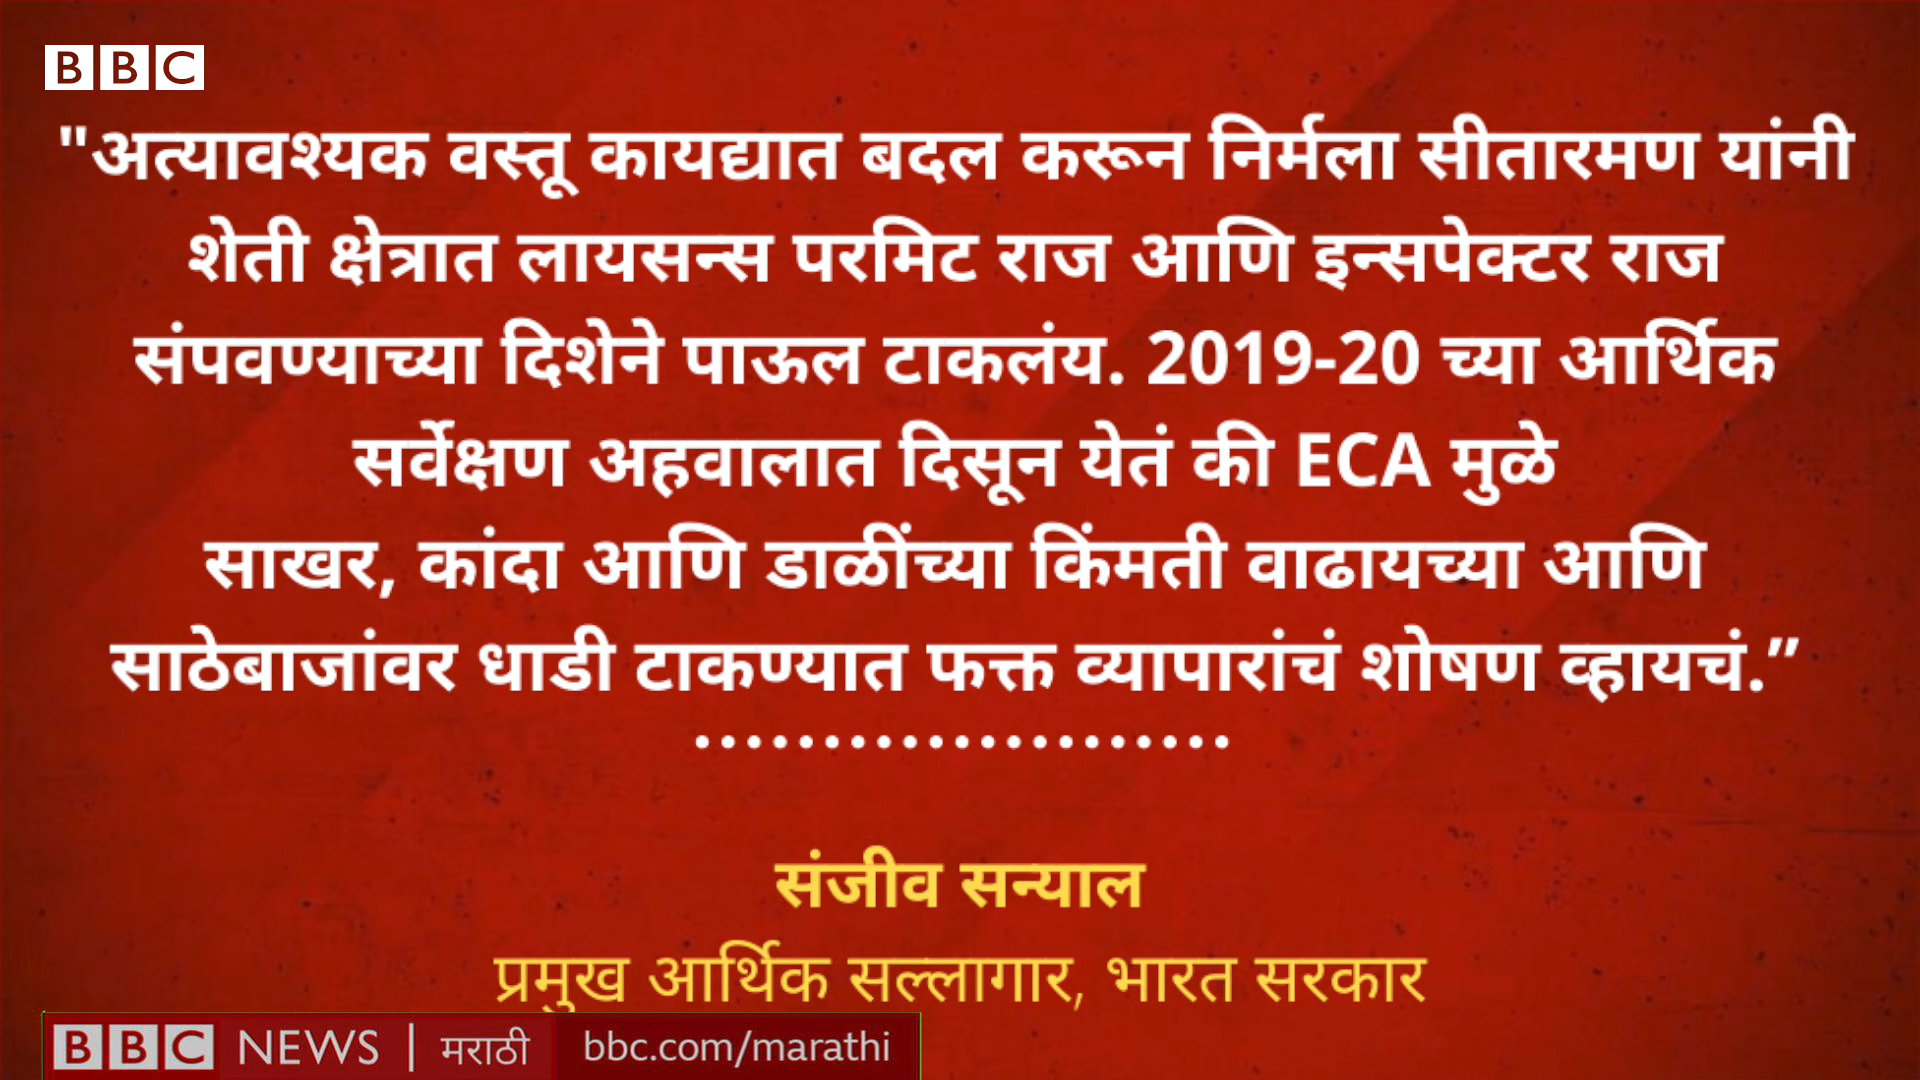 BBC
"अत्यावश्यक वस्तू कायद्यात बदल करून निर्मला सीतारमण यांनी
शेती क्षेत्रात लायसन्स परमिट राज आणि इन्सपेक्टर राज
संपवण्याच्या दिशेने पाऊल टाकलंय. 2019-20 च्या आर्थिक
सर्वेक्षण अहवालात दिसून येतं की ECA मुळे
साखर, कांदा आणि डाळींच्या किंमती वाढायच्या आणि
साठेबाजांवर धाडी टाकण्यात फक्त व्यापारांचं शोषण व्हायचं.”
संजीव सन्याल
प्रमुख आर्थिक सल्लागार, भारत सरकार
BBC NEWS | मराठी bbc.com/marathi